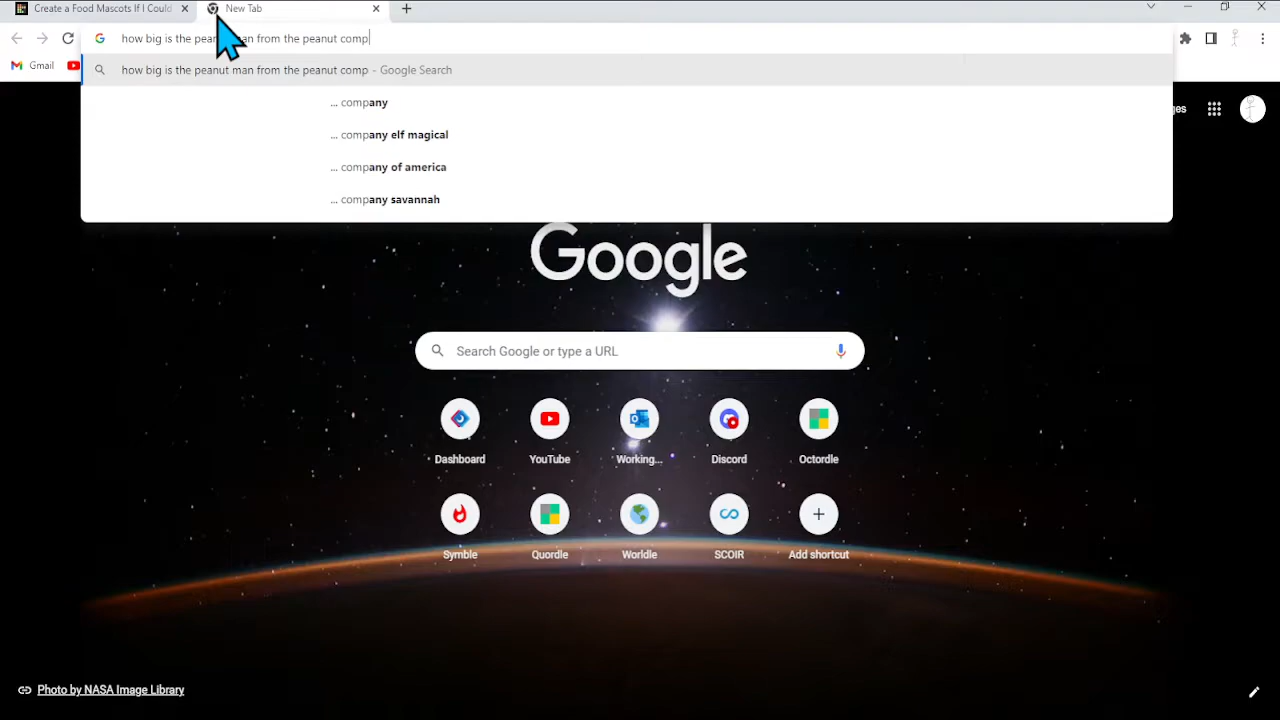 Create a Food Mascots If I Could
New Tab
how big is the peanut man from the peanut comp
Gmail
how big is the peanut man from the peanut comp - Google Search
... company
... company elf magical
... company of america
... company savannah
ges
Google
Search Google or type a URL
Dashboard
YouTube
Working...
Discord
Octordle
Symble
Quordle
Worldle
SCOIR
Add shortcut
Photo by NASA Image Library